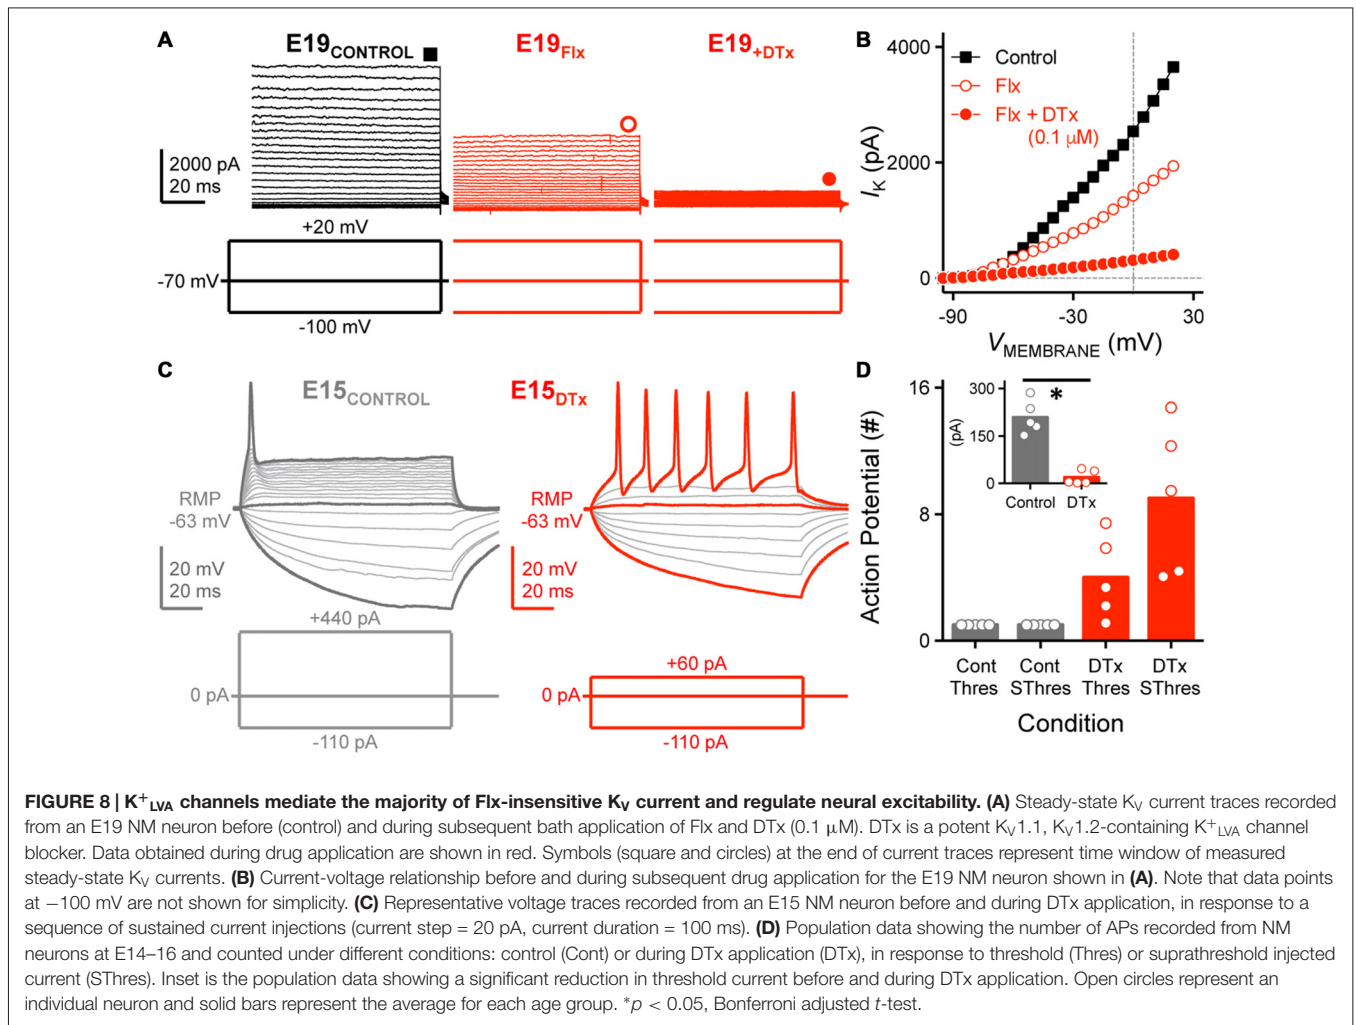 A
E19CONTROL
E19Flx
E19+DTx
2000 pA
20 ms
+20 mV
-70 mV
-100 mV
B
4000
2000
0
IK (pA)
Control
Flx
Flx + DTx
(0.1 µM)
-90
-30
30
VMEMBRANE (mV)
C
E15CONTROL
E15DTx
RMP
-63 mV
20 mV
20 ms
+440 pA
0 pA
-110 pA
RMP
-63 mV
20 mV
20 ms
+60 pA
0 pA
-110 pA
D
16
8
0
Action Potential (#)
300
150
0
(pA)
*
Control
DTx
Cont
Thres
Cont
SThres
DTx
Thres
DTx
SThres
Condition
FIGURE 8 | K+LVA channels mediate the majority of Flx-insensitive KV current and regulate neural excitability. (A) Steady-state KV current traces recorded
from an E19 NM neuron before (control) and during subsequent bath application of Flx and DTx (0.1 µM). DTx is a potent KV1.1, KV1.2-containing K+LVA channel
blocker. Data obtained during drug application are shown in red. Symbols (square and circles) at the end of current traces represent time window of measured
steady-state KV currents. (B) Current-voltage relationship before and during subsequent drug application for the E19 NM neuron shown in (A). Note that data points
at −100 mV are not shown for simplicity. (C) Representative voltage traces recorded from an E15 NM neuron before and during DTx application, in response to a
sequence of sustained current injections (current step = 20 pA, current duration = 100 ms). (D) Population data showing the number of APs recorded from NM
neurons at E14–16 and counted under different conditions: control (Cont) or during DTx application (DTx), in response to threshold (Thres) or suprathreshold injected
current (SThres). Inset is the population data showing a significant reduction in threshold current before and during DTx application. Open circles represent an
individual neuron and solid bars represent the average for each age group. *p < 0.05, Bonferroni adjusted t-test.